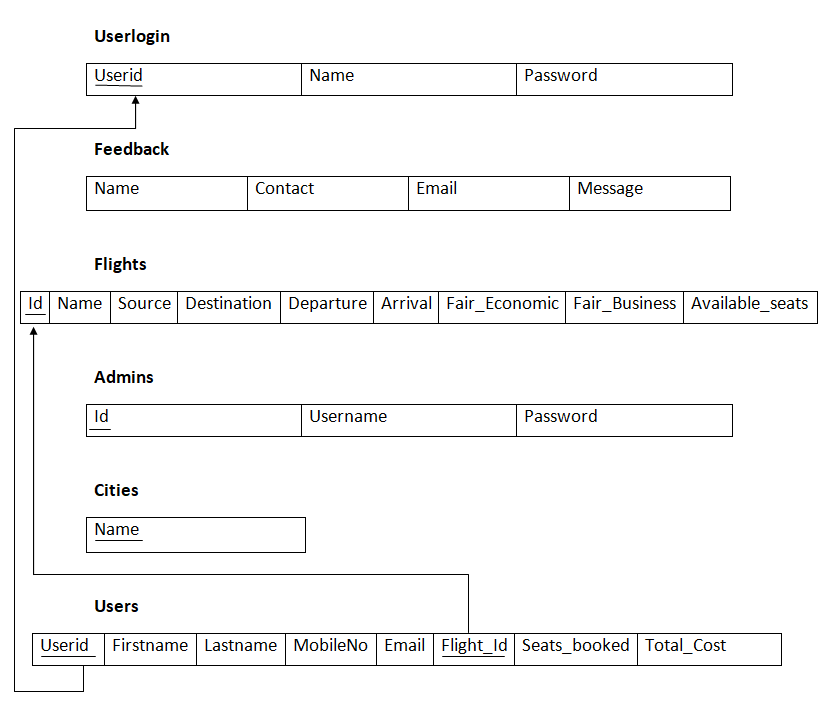 Userlogin
Userid Name Password
Feedback
Name Contact Email Message
Flights
Id Name Source Destination Departure Arrival Fair_Economic Fair_Business Available_seats
Admins
Id Username Password
Cities
Name
Users
Userid Firstname Lastname MobileNo Email Flight_Id Seats_booked Total_Cost